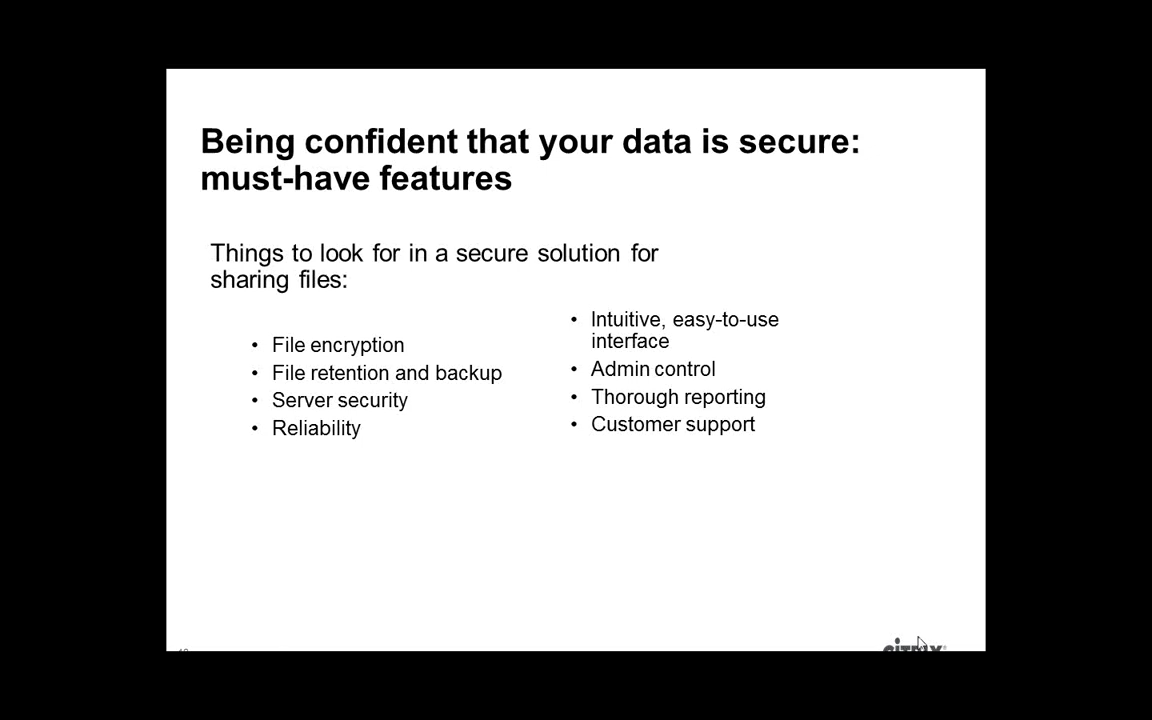 Being confident that your data is secure:
must-have features
Things to look for in a secure solution for
sharing files:
• File encryption
• File retention and backup
• Server security
• Reliability
• Intuitive, easy-to-use
interface
• Admin control
• Thorough reporting
• Customer support